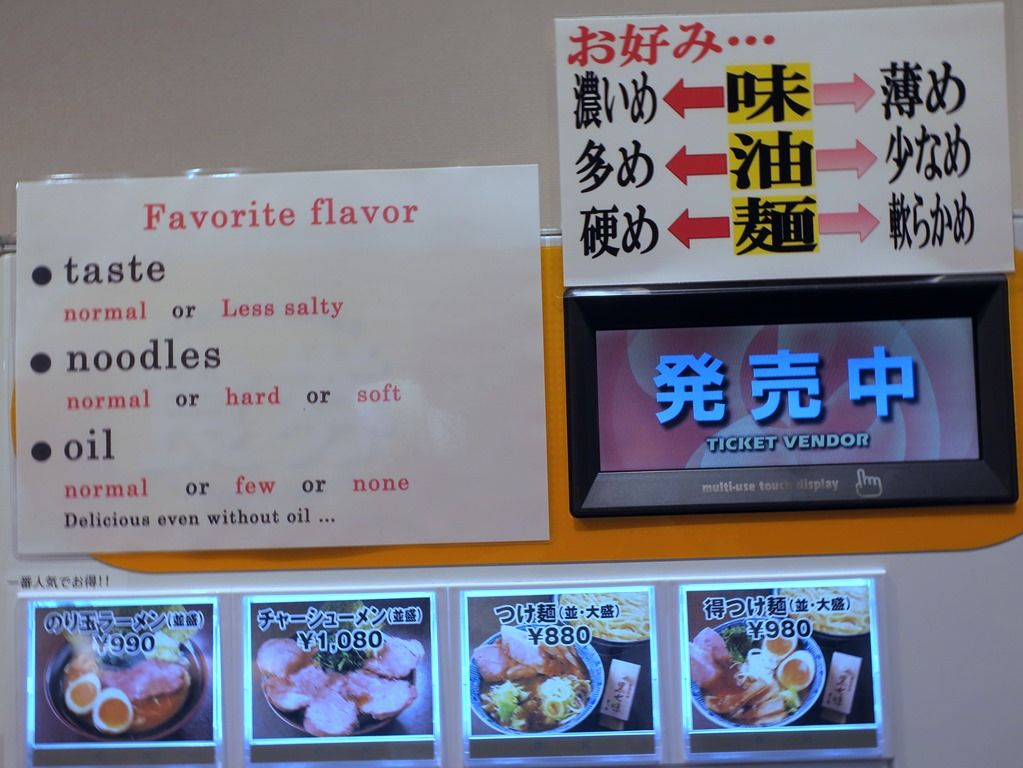 お好み…
濃いめ 味 薄め
多め 油 少なめ
硬め 麺 軟らかめ
Favorite flavor
● taste
normal or Less salty
● noodles
normal or hard or soft
● oil
normal or few or none
Delicious even without oil ...
発売中
TICKET VENDOR
multi-use touch display
一番人気でお得!!
のり玉ラーメン(並盛)
¥990
チャーシューメン(並盛)
¥1,080
つけ麺(並・大盛)
¥880
得つけ麺(並・大盛)
¥980